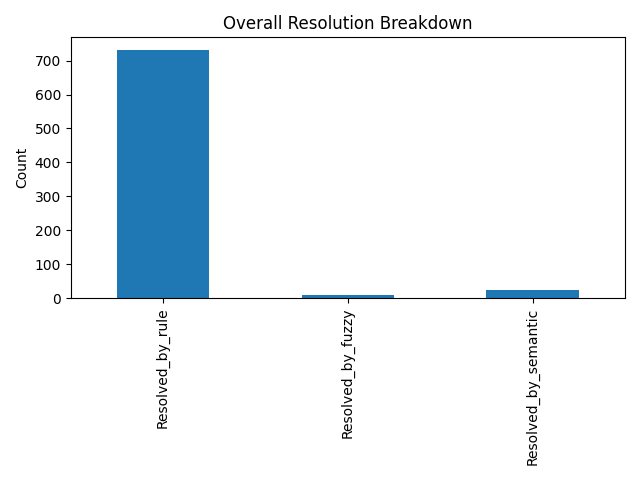 Overall Resolution Breakdown
Count
700
600
500
400
300
200
100
0
Resolved_by_rule
Resolved_by_fuzzy
Resolved_by_semantic